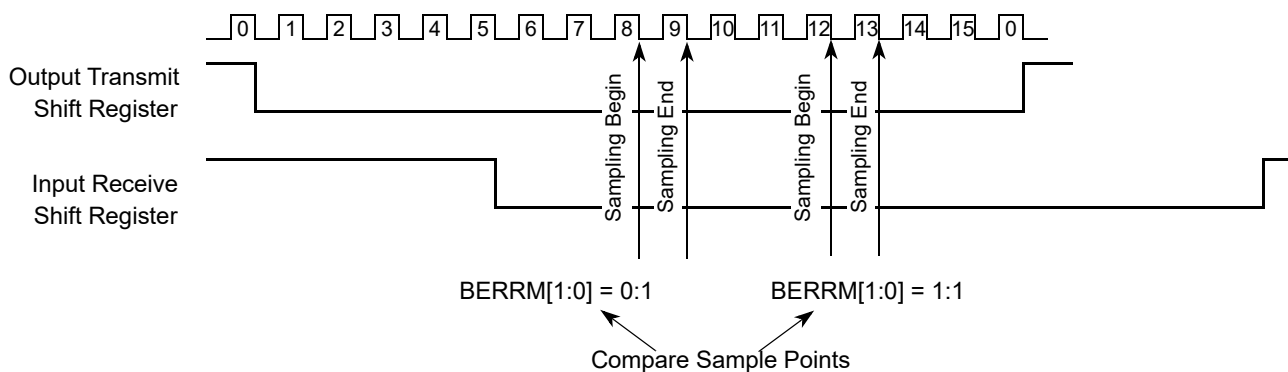 0 1 2 3 4 5 6 7 8 9 10 11 12 13 14 15 0
Output Transmit
Shift Register
Input Receive
Shift Register
Sampling Begin
Sampling End
Sampling Begin
Sampling End
BERRM[1:0] = 0:1
BERRM[1:0] = 1:1
Compare Sample Points